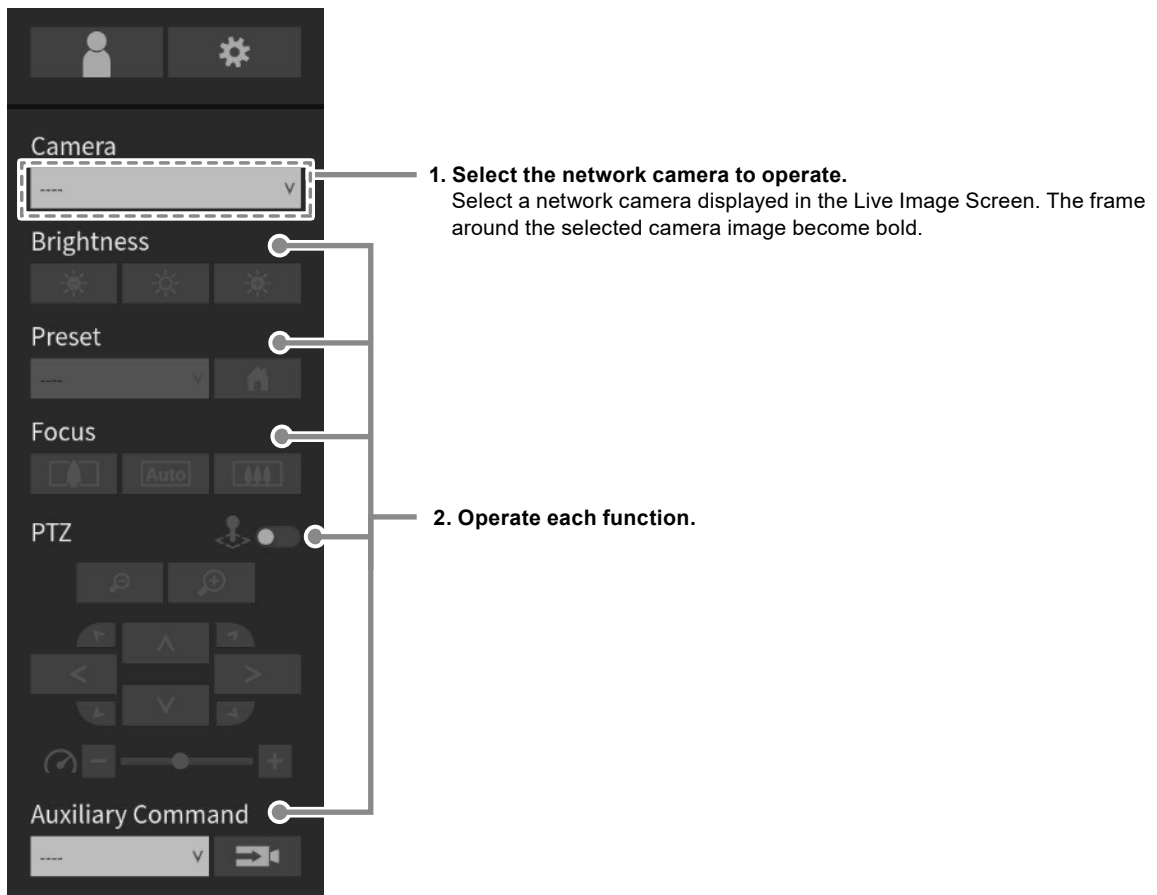 Camera
----
1. Select the network camera to operate.
Select a network camera displayed in the Live Image Screen. The frame
around the selected camera image become bold.
Brightness
Preset
----
Focus
Auto
2. Operate each function.
PTZ
Auxiliary Command
----